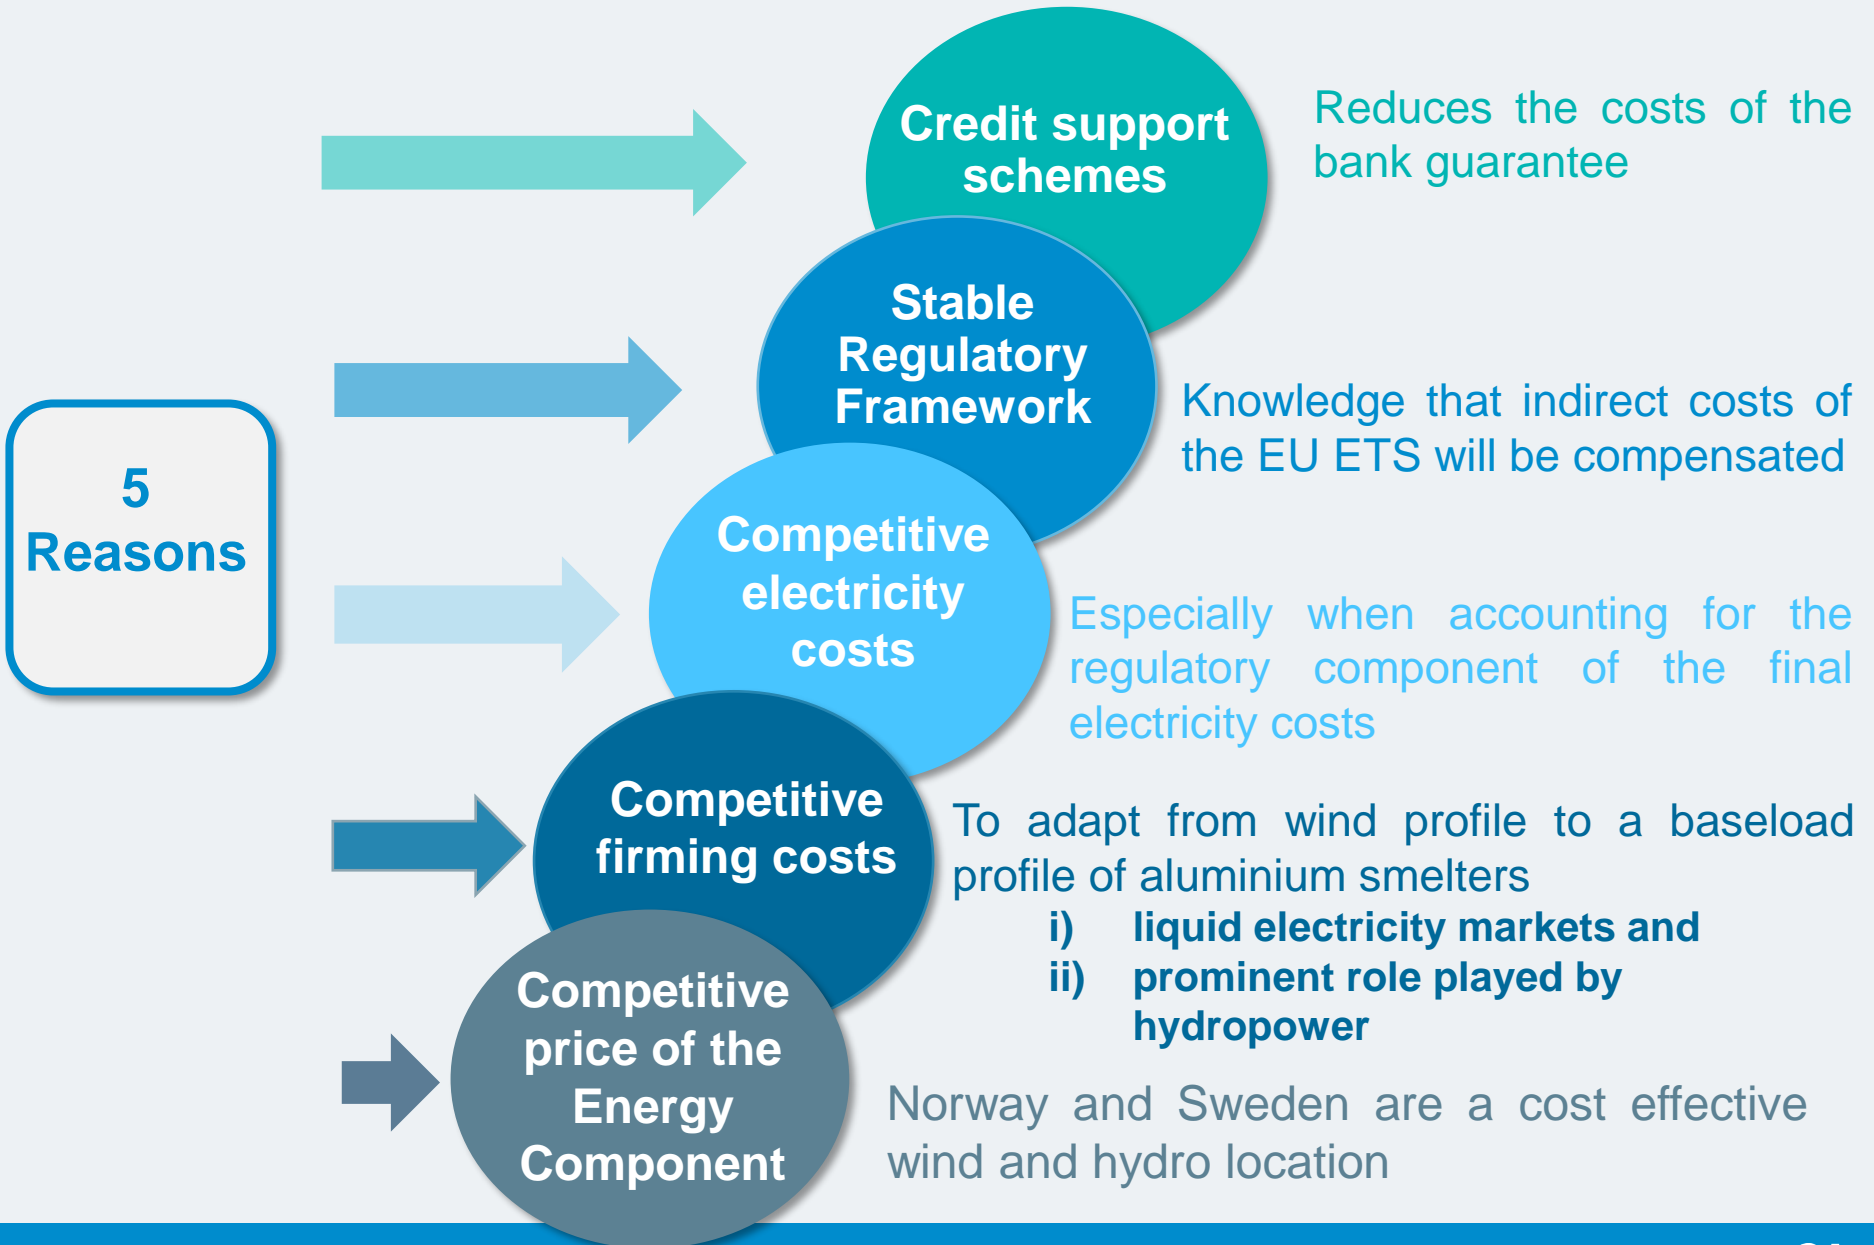 5
Reasons
Credit support
schemes
Reduces the costs of the
bank guarantee
Stable
Regulatory
Framework
Knowledge that indirect costs of
the EU ETS will be compensated
Competitive
electricity
costs
Especially when accounting for the
regulatory component of the final
electricity costs
Competitive
firming costs
To adapt from wind profile to a baseload
profile of aluminium smelters
i) liquid electricity markets and
ii) prominent role played by
hydropower
Competitive
price of the
Energy
Component
Norway and Sweden are a cost effective
wind and hydro location